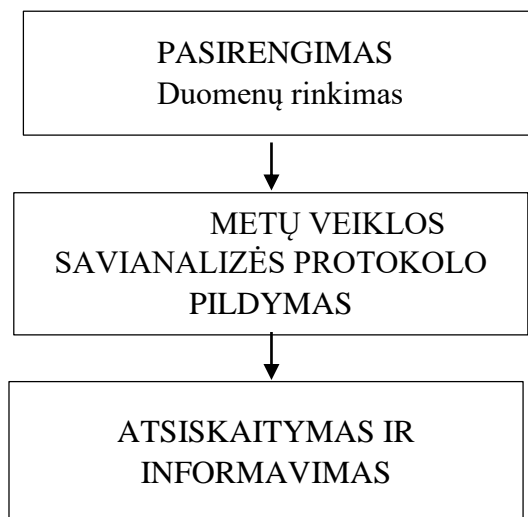 PASIRENGIMAS
Duomenų rinkimas
METŲ VEIKLOS
SAVIANALIZĖS PROTOKOLO
PILDYMAS
ATSISKAITYMAS IR
INFORMAVIMAS